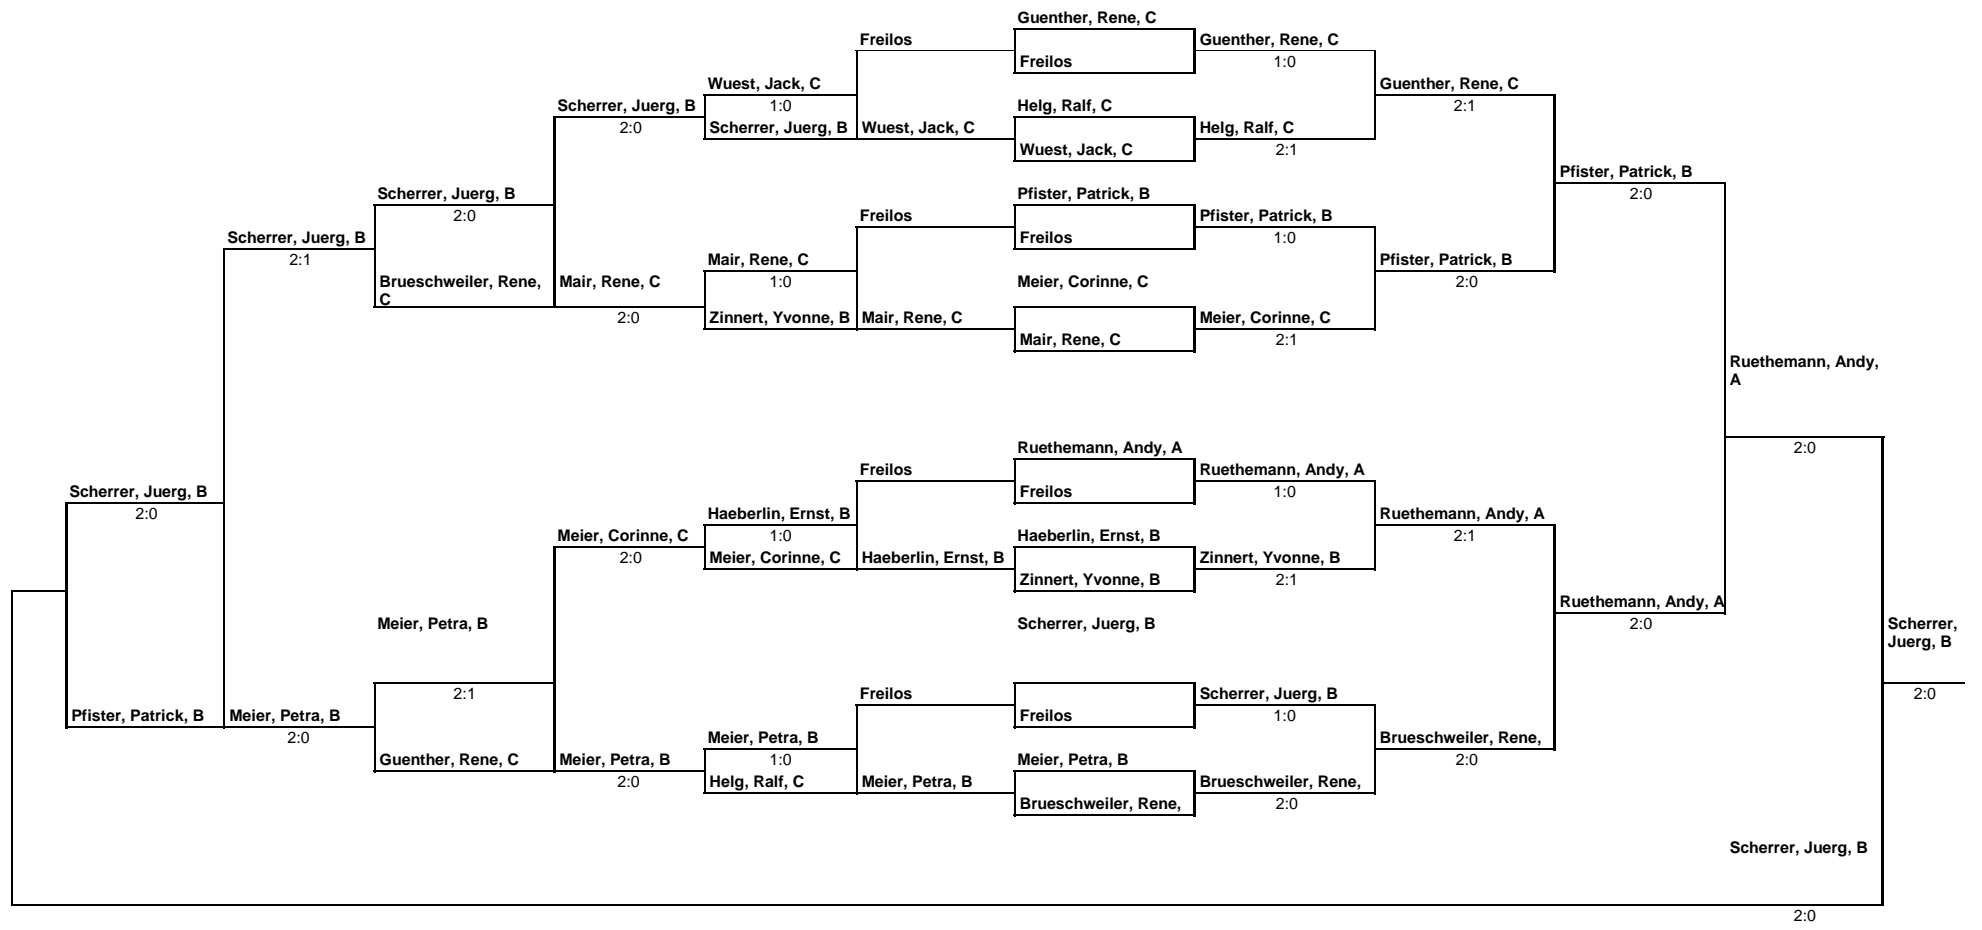 Guenther, Rene, C
Freilos
Guenther, Rene, C
Freilos
1:0
Wuest, Jack, C
Guenther, Rene, C
Scherrer, Juerg, B
1:0
Helg, Ralf, C
2:1
2:0
Scherrer, Juerg, B
Wuest, Jack, C
Helg, Ralf, C
Wuest, Jack, C
2:1
Pfister, Patrick, B
Scherrer, Juerg, B
Pfister, Patrick, B
2:0
2:0
Freilos
Pfister, Patrick, B
Scherrer, Juerg, B
Freilos
1:0
2:1
Mair, Rene, C
Pfister, Patrick, B
Brueschweiler, Rene,
C
Mair, Rene, C
1:0
Meier, Corinne, C
2:0
2:0
Zinnert, Yvonne, B
Mair, Rene, C
Meier, Corinne, C
Mair, Rene, C
2:1
Ruethemann, Andy,
A
Ruethemann, Andy, A
2:0
Freilos
Ruethemann, Andy, A
Scherrer, Juerg, B
Freilos
1:0
2:0
Haeberlin, Ernst, B
Ruethemann, Andy, A
Meier, Corinne, C
1:0
Haeberlin, Ernst, B
2:1
2:0
Meier, Corinne, C
Haeberlin, Ernst, B
Zinnert, Yvonne, B
Zinnert, Yvonne, B
2:1
Ruethemann, Andy, A
Meier, Petra, B
Scherrer, Juerg, B
2:0
Scherrer,
Juerg, B
2:1
Freilos
Scherrer, Juerg, B
2:0
Pfister, Patrick, B
Meier, Petra, B
Freilos
1:0
2:0
Meier, Petra, B
Brueschweiler, Rene,
Guenther, Rene, C
Meier, Petra, B
1:0
Meier, Petra, B
2:0
2:0
Helg, Ralf, C
Meier, Petra, B
Brueschweiler, Rene,
Brueschweiler, Rene,
2:0
Scherrer, Juerg, B
2:0